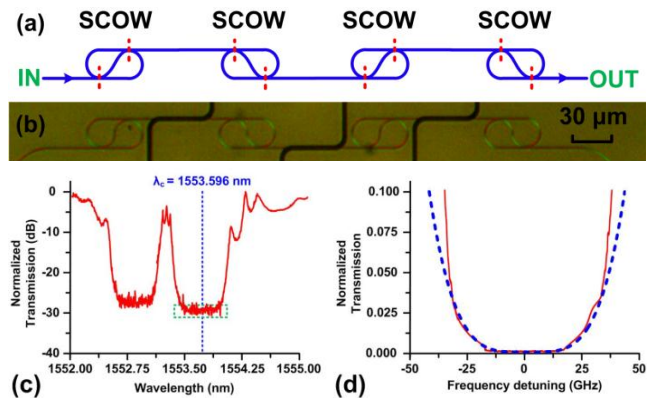 (a) SCOW SCOW SCOW SCOW
IN OUT
(b) 30 μm
λc = 1553.596 nm
Normalized
Transmission (dB)
0
-10
-20
-30
-40
1552.00 1552.75 1553.50 1554.25 1555.00
(c) Wavelength (nm)
Normalized
Transmission
0.100
0.075
0.050
0.025
0.000
-50 -25 0 25 50
(d) Frequency detuning (GHz)